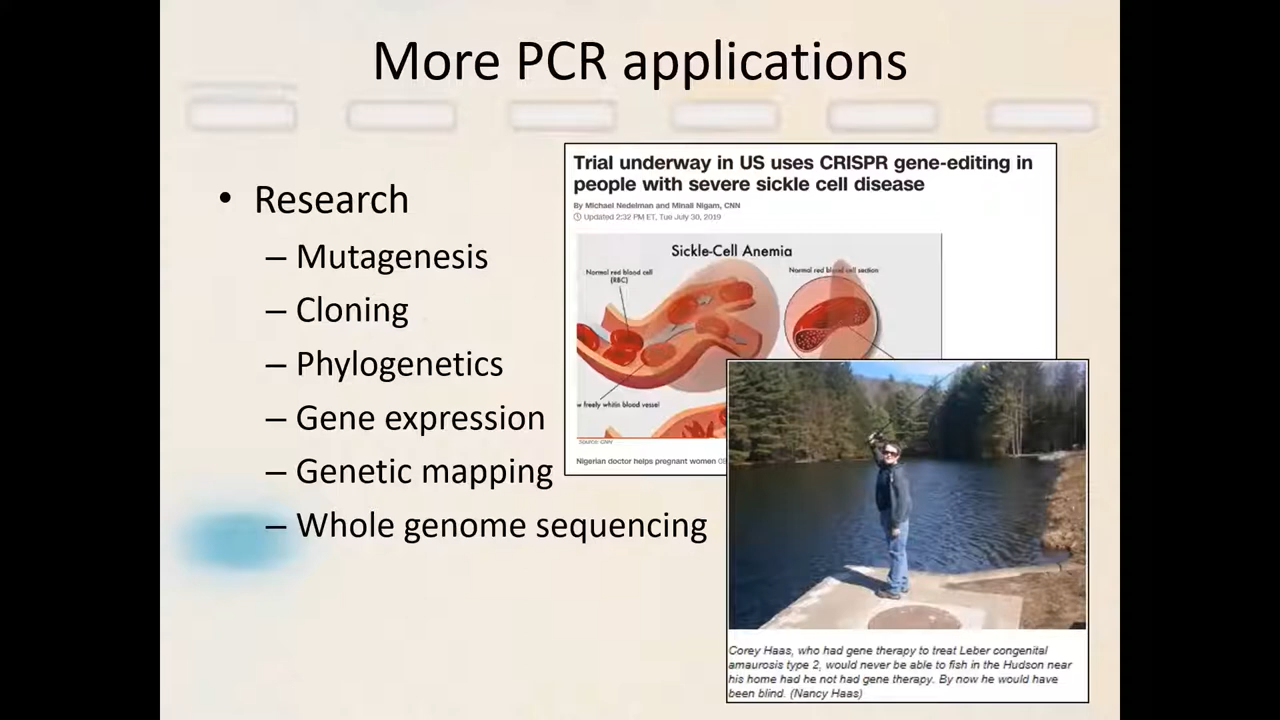 More PCR applications
• Research
– Mutagenesis
– Cloning
– Phylogenetics
– Gene expression
– Genetic mapping
– Whole genome sequencing
Trial underway in US uses CRISPR gene-editing in
people with severe sickle cell disease
By Michael Nedelman and Minali Nigam, CNN
Updated 2:32 PM ET, Tue July 30, 2019
Sickle-Cell Anemia
Normal red blood cell
(RBC)
Normal red blood cell section
w freely whitin blood vessel
Source: CNN
Nigerian doctor helps pregnant women
Corey Haas, who had gene therapy to treat Leber congenital
amaurosis type 2, would never be able to fish in the Hudson near
his home had he not had gene therapy. By now he would have
been blind. (Nancy Haas)